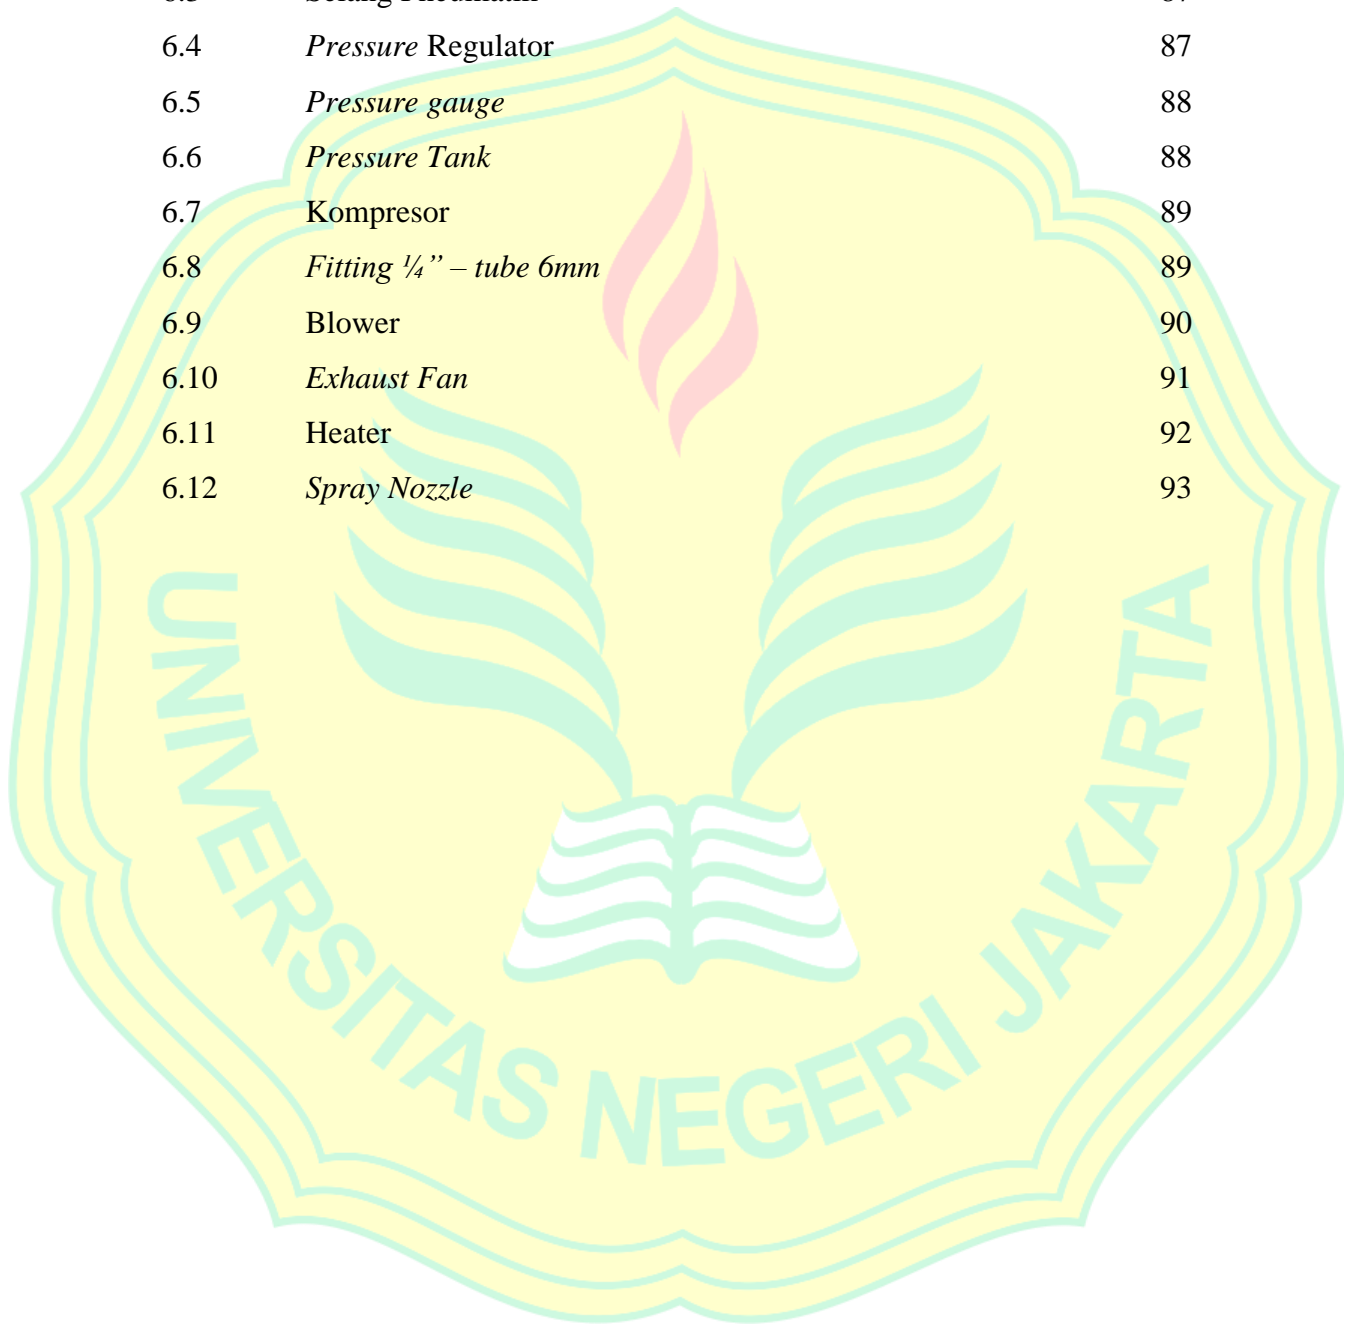 6.4 Pressure Regulator 87
6.5 Pressure gauge 88
6.6 Pressure Tank 88
6.7 Kompresor 89
6.8 Fitting ¼” – tube 6mm 89
6.9 Blower 90
6.10 Exhaust Fan 91
6.11 Heater 92
6.12 Spray Nozzle 93
UNIVERSITAS NEGERI JAKARTA